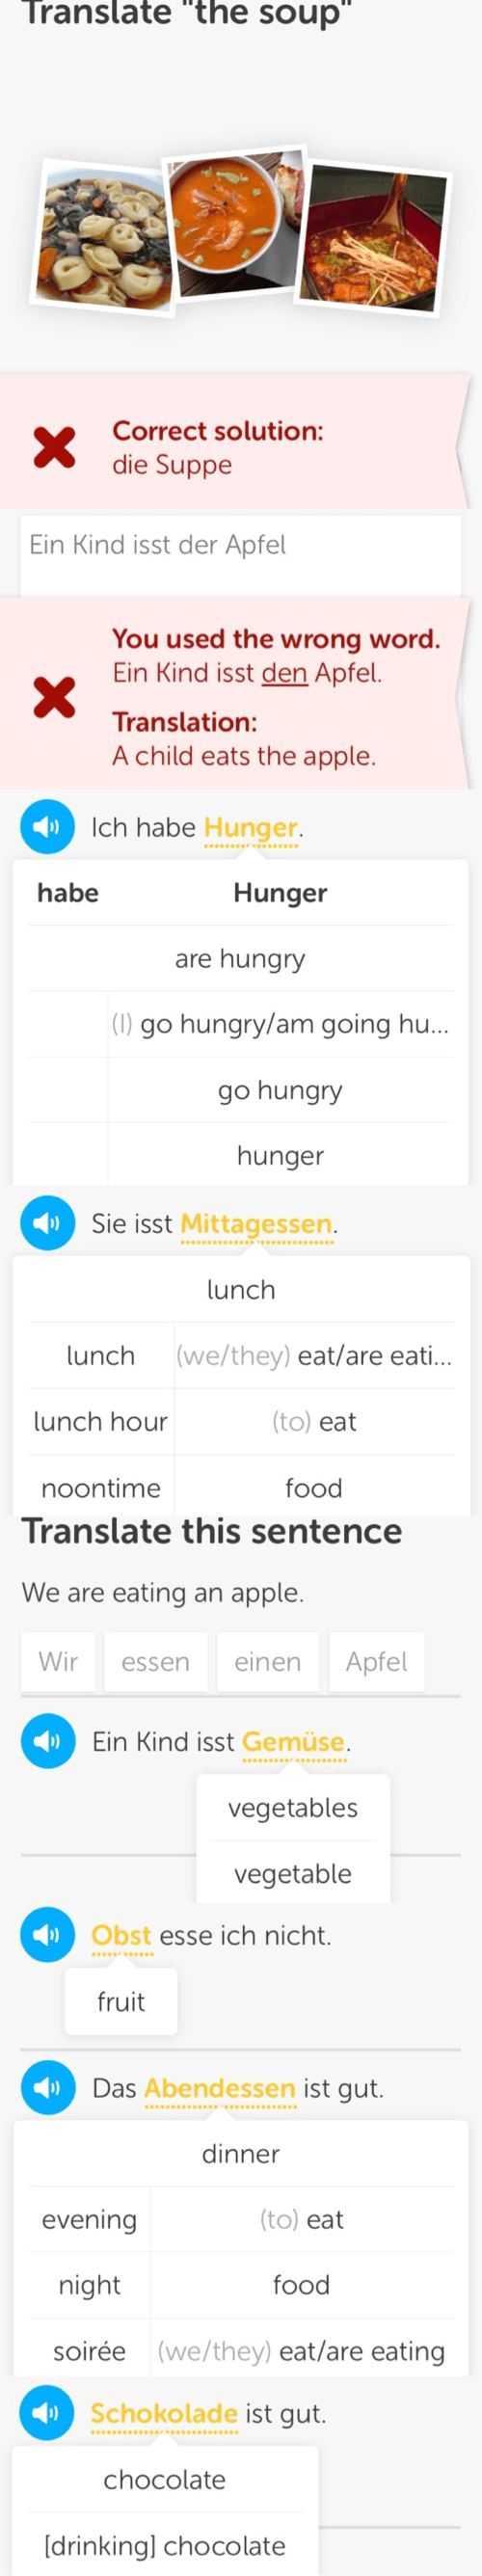 Translate "the soup"
Correct solution:
die Suppe
Ein Kind isst der Apfel
You used the wrong word.
Ein Kind isst den Apfel.
Translation:
A child eats the apple.
Ich habe Hunger.
habe Hunger
are hungry
(I) go hungry/am going hu...
go hungry
hunger
Sie isst Mittagessen.
lunch
lunch (we/they) eat/are eati...
lunch hour (to) eat
noontime food
Translate this sentence
We are eating an apple.
Wir essen einen Apfel
Ein Kind isst Gemüse.
vegetables
vegetable
Obst esse ich nicht.
fruit
Das Abendessen ist gut.
dinner
evening (to) eat
night food
soirée (we/they) eat/are eating
Schokolade ist gut.
chocolate
[drinking] chocolate